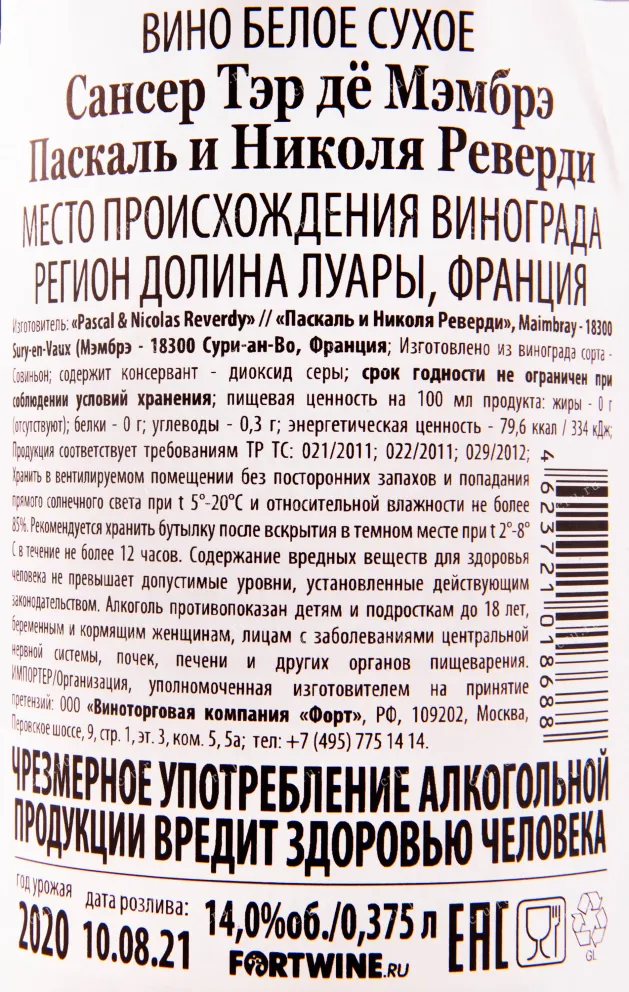 ВИНО БЕЛОЕ СУХОЕ
Сансер Тэр дё Мэмбрэ
Паскаль и Николя Реверди
МЕСТО ПРОИСХОЖДЕНИЯ ВИНОГРАДА
РЕГИОН ДОЛИНА ЛУАРЫ, ФРАНЦИЯ
Изготовитель: «Pascal & Nicolas Reverdy» // «Паскаль и Николя Реверди», Maimbray - 18300
Sury-en-Vaux (Мэмбрэ - 18300 Сури-ан-Во, Франция; Изготовлено из винограда сорта -
Совиньон; содержит консервант - диоксид серы; срок годности не ограничен при
соблюдении условий хранения; пищевая ценность на 100 мл продукта: жиры - 0 г
(отсутствуют); белки - 0 г; углеводы - 0,3 г; энергетическая ценность - 79,6 ккал / 334 кДж;
Продукция соответствует требованиям ТР ТС: 021/2011; 022/2011; 029/2012;
Хранить в вентилируемом помещении без посторонних запахов и попадания
прямого солнечного света при t 5°-20°C и относительной влажности не более
85%. Рекомендуется хранить бутылку после вскрытия в темном месте при t 2°-8°
С в течение не более 12 часов. Содержание вредных веществ для здоровья
человека не превышает допустимые уровни, установленные действующим
законодательством. Алкоголь противопоказан детям и подросткам до 18 лет,
беременным и кормящим женщинам, лицам с заболеваниями центральной
нервной системы, почек, печени и других органов пищеварения.
ИМПОРТЕР/Организация, уполномоченная изготовителем на принятие
претензий: ООО «Виноторговая компания «Форт», РФ, 109202, Москва,
Перовское шоссе, 9, стр. 1, эт. 3, ком. 5, 5а; тел: +7 (495) 775 14 14.
4 623721 018688
ЧРЕЗМЕРНОЕ УПОТРЕБЛЕНИЕ АЛКОГОЛЬНОЙ
ПРОДУКЦИИ ВРЕДИТ ЗДОРОВЬЮ ЧЕЛОВЕКА
год урожая дата розлива:
2020 10.08.21 14,0%об./0,375 л ЕАС
FORTWINE.RU
GL